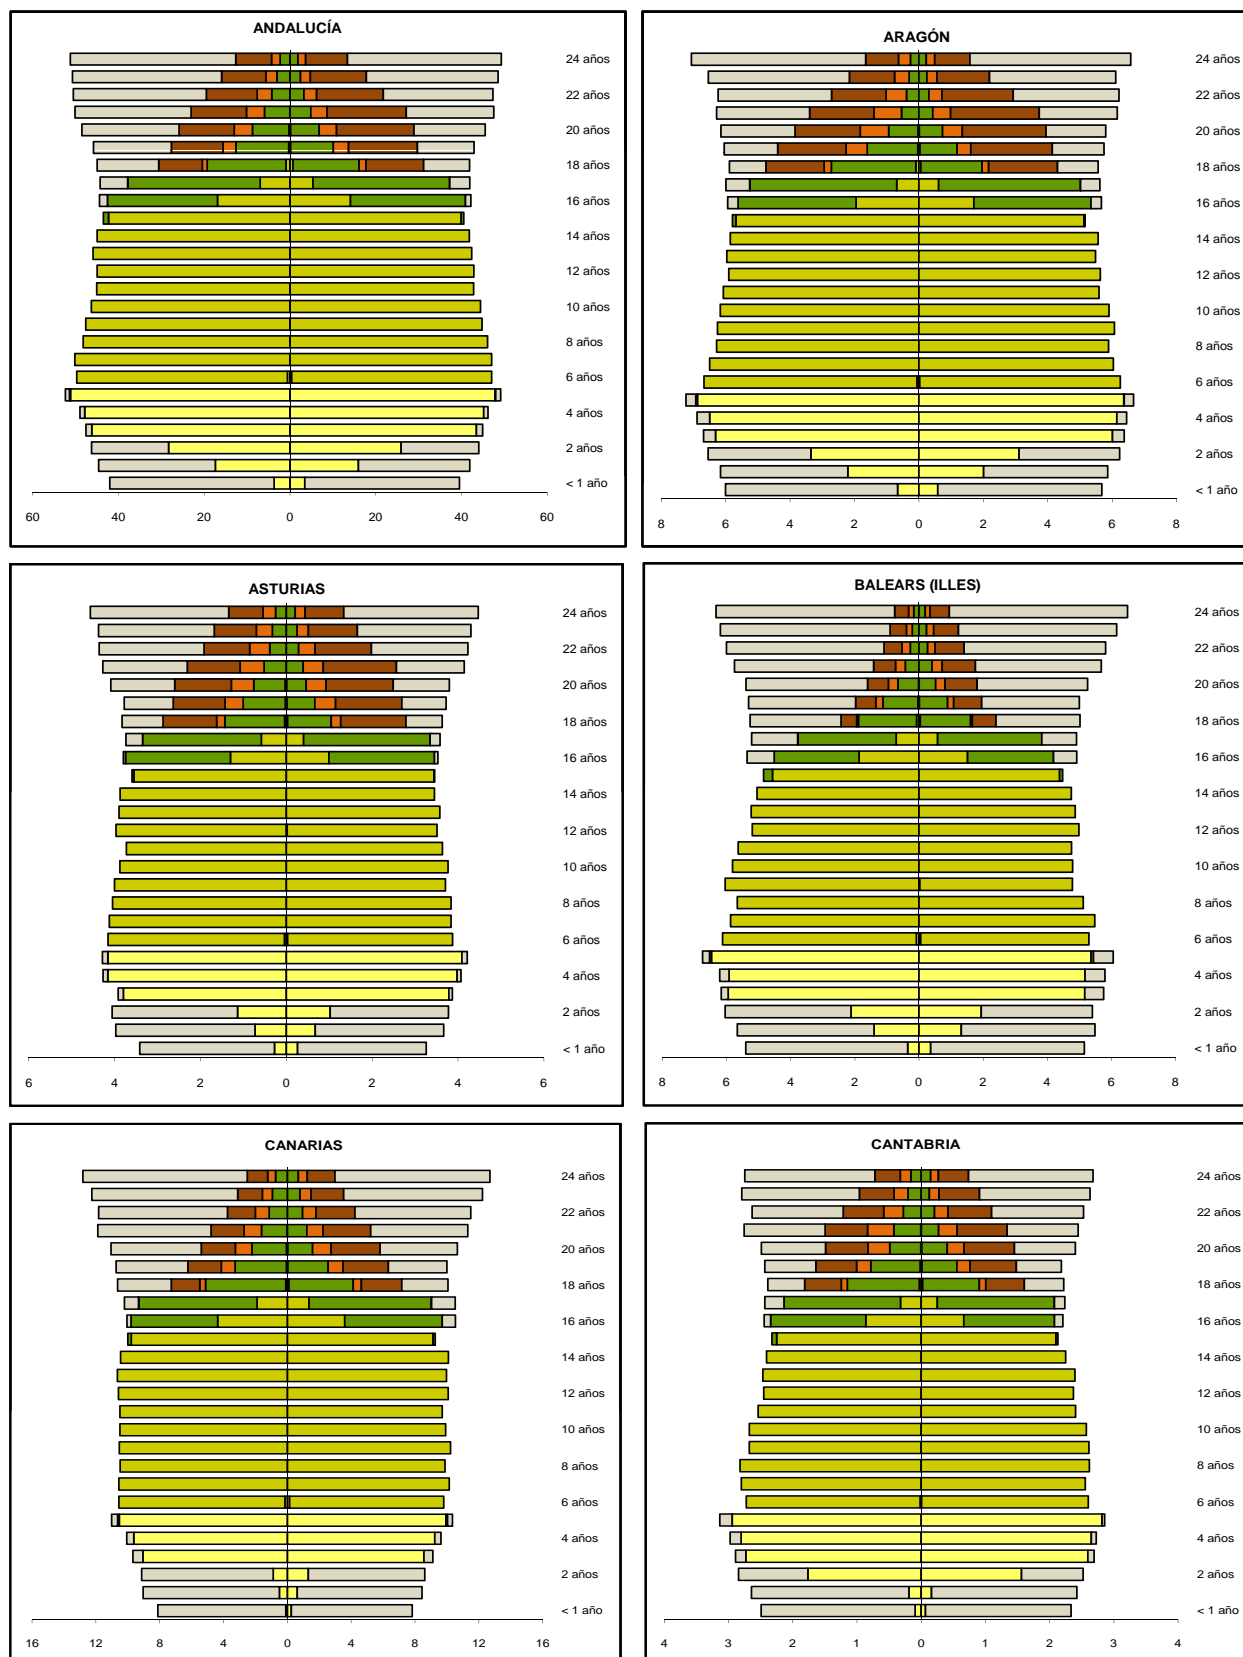 ANDALUCÍA
24 años
22 años
20 años
18 años
16 años
14 años
12 años
10 años
8 años
6 años
4 años
2 años
< 1 año
60 40 20 0 20 40 60
ARAGÓN
24 años
22 años
20 años
18 años
16 años
14 años
12 años
10 años
8 años
6 años
4 años
2 años
< 1 año
8 6 4 2 0 2 4 6 8
ASTURIAS
24 años
22 años
20 años
18 años
16 años
14 años
12 años
10 años
8 años
6 años
4 años
2 años
< 1 año
6 4 2 0 2 4 6
BALEARS (ILLES)
24 años
22 años
20 años
18 años
16 años
14 años
12 años
10 años
8 años
6 años
4 años
2 años
< 1 año
8 6 4 2 0 2 4 6 8
CANARIAS
24 años
22 años
20 años
18 años
16 años
14 años
12 años
10 años
8 años
6 años
4 años
2 años
< 1 año
16 12 8 4 0 4 8 12 16
CANTABRIA
24 años
22 años
20 años
18 años
16 años
14 años
12 años
10 años
8 años
6 años
4 años
2 años
< 1 año
4 3 2 1 0 1 2 3 4